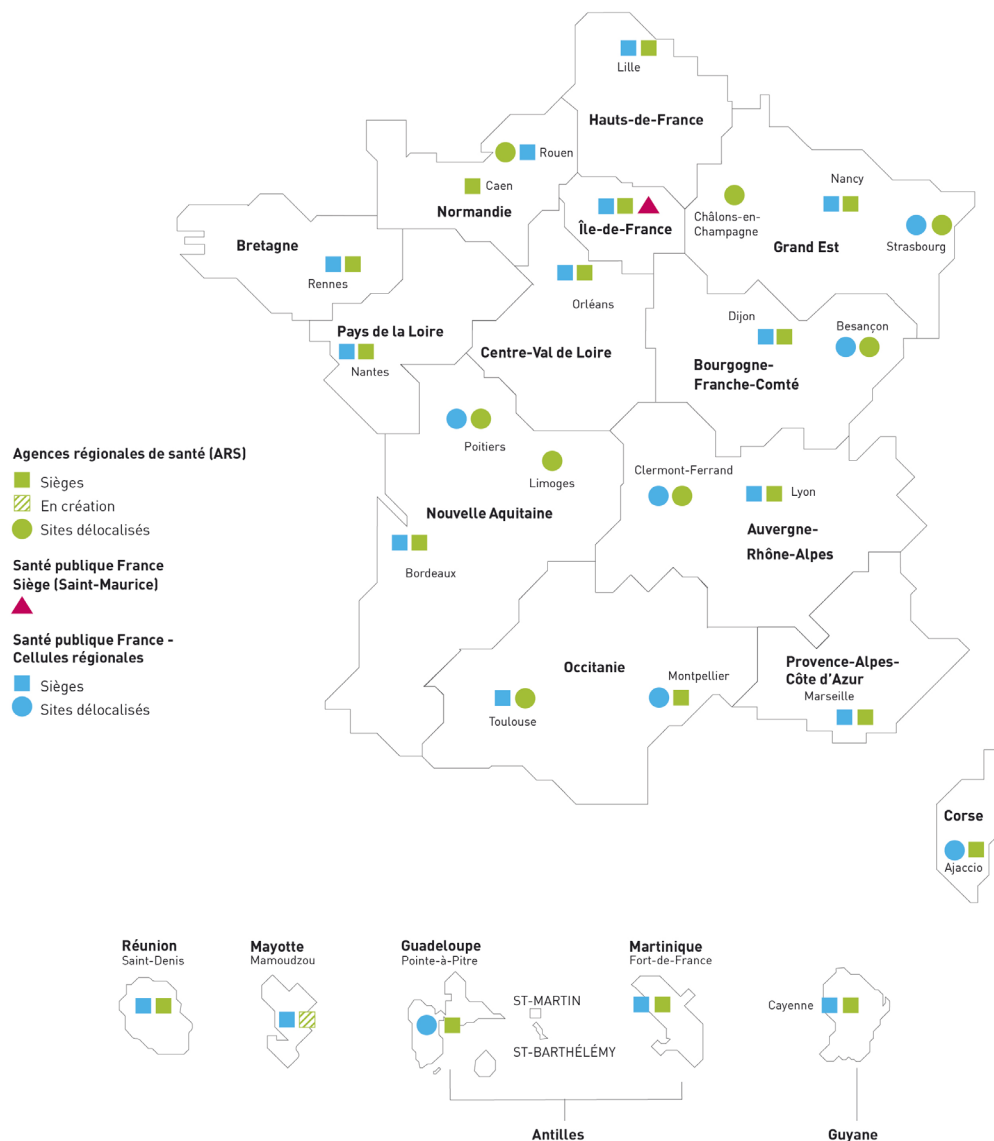 Lille
Hauts-de-France
Rouen
Caen
Normandie
Nancy
Châlons-en-
Champagne
Île-de-France
Strasbourg
Grand Est
Bretagne
Rennes
Orléans
Pays de la Loire
Nantes
Centre-Val de Loire
Dijon
Besançon
Bourgogne-
Franche-Comté
Poitiers
Limoges
Clermont-Ferrand
Lyon
Nouvelle Aquitaine
Auvergne-
Rhône-Alpes
Bordeaux
Agences régionales de santé (ARS)
Sièges
En création
Sites délocalisés
Santé publique France
Siège (Saint-Maurice)
Santé publique France -
Cellules régionales
Sièges
Sites délocalisés
Occitanie
Montpellier
Toulouse
Provence-Alpes-
Côte d’Azur
Marseille
Corse
Ajaccio
Réunion
Saint-Denis
Mayotte
Mamoudzou
Guadeloupe
Pointe-à-Pitre
Martinique
Fort-de-France
ST-MARTIN
ST-BARTHÉLÉMY
Cayenne
Antilles
Guyane